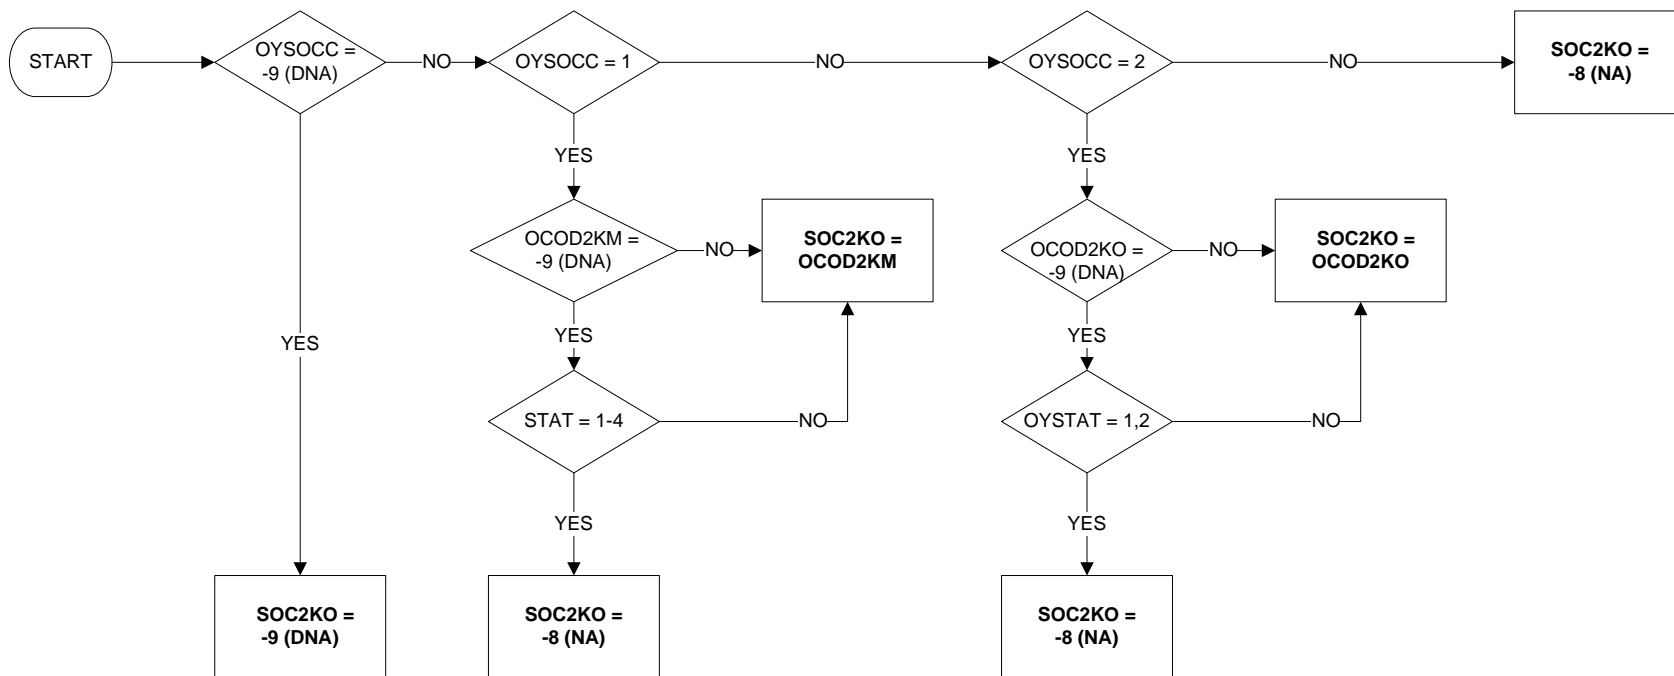 START
OYSOCC =
-9 (DNA)
NO
OYSOCC = 1
NO
OYSOCC = 2
NO
SOC2KO =
-8 (NA)
YES
YES
OCOD2KM =
-9 (DNA)
NO
SOC2KO =
OCOD2KM
OCOD2KO =
-9 (DNA)
NO
SOC2KO =
OCOD2KO
YES
YES
YES
STAT = 1-4
NO
OYSTAT = 1,2
NO
YES
YES
SOC2KO =
-9 (DNA)
SOC2KO =
-8 (NA)
SOC2KO =
-8 (NA)